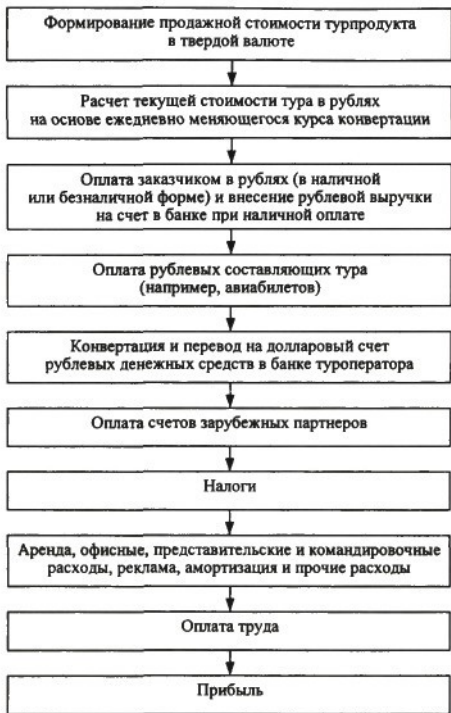 Формирование продажной стоимости турпродукта
в твердой валюте
Расчет текущей стоимости тура в рублях
на основе ежедневно меняющегося курса конвертации
Оплата заказчиком в рублях (в наличной
или безналичной форме) и внесение рублевой выручки
на счет в банке при наличной оплате
Оплата рублевых составляющих тура
(например, авиабилетов)
Конвертация и перевод на долларовый счет
рублевых денежных средств в банке туроператора
Оплата счетов зарубежных партнеров
Налоги
Аренда, офисные, представительские и командировочные
расходы, реклама, амортизация и прочие расходы
Оплата труда
Прибыль